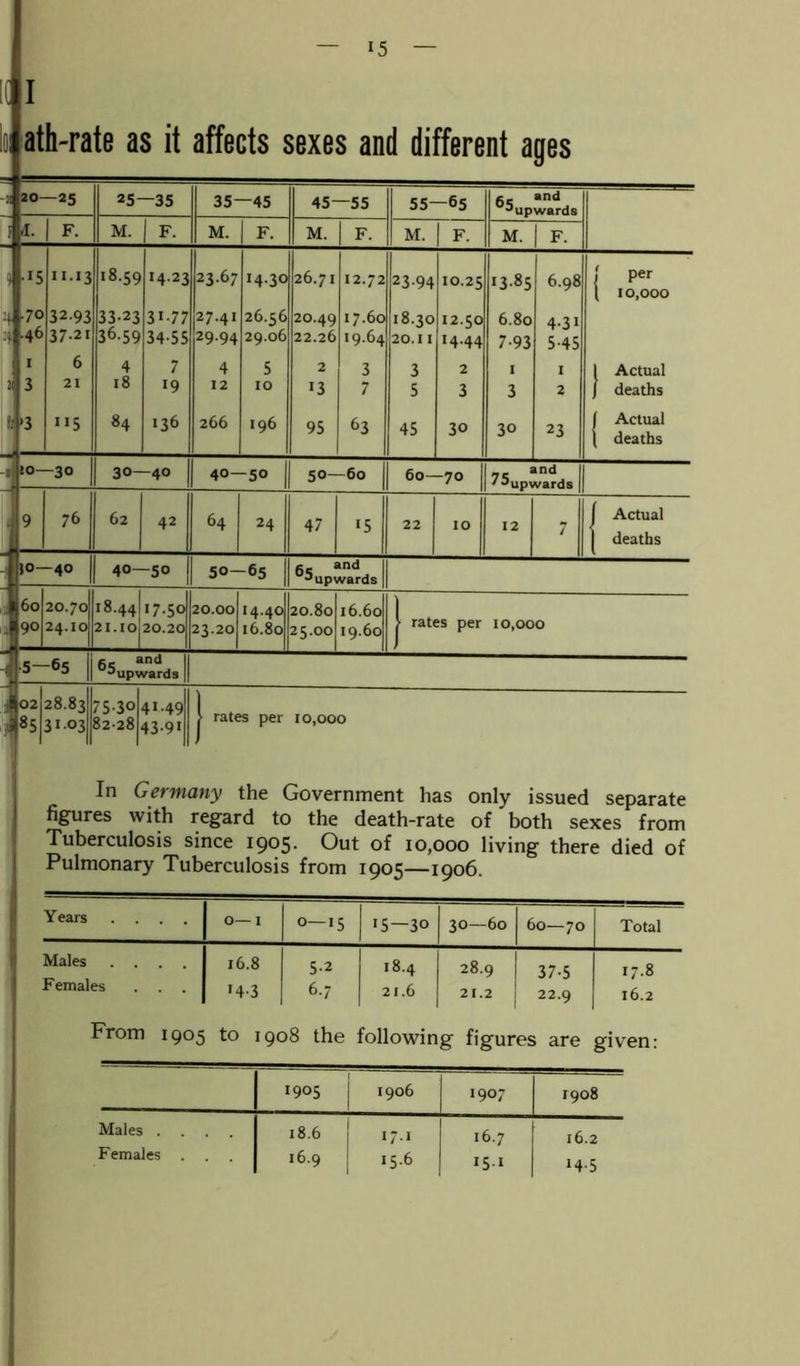 — 15 —
I
ath-rate as it affects sexes and different ages
20—25 25—35 35—45 45—55 55—65 65 and upwards
F. M. F. M. F. M. F. M. F. M. F.
.15 11.13 18.59 14.23 23.67 14.30 26.71 12.72 23.94 10.25 13.85 6.98 per 10,000
.70 32.93 33.23 31.77 27.41 26.56 20.49 17.60 18.30 12.50 6.80 4.31
.46 37.21 36.59 34.55 29.94 29.06 22.26 19.64 20.11 14.44 7.93 5.45
1 6 4 7 4 5 2 3 3 2 1 1 Actual
3 21 18 19 12 10 13 7 5 3 3 2 deaths
3 115 84 136 266 196 95 63 45 30 30 23 Actual deaths
—30 30—40 40—50 50—60 60—70 75 and upwards
9 76 62 42 64 24 47 15 22 10 12 7 Actual deaths
—40 40—50 50—65 65 and upwards
60 20.70 18.44 17.50 20.00 14.40 20.80 16.60
90 24.10 21.10 20.20 23.20 16.80 25.00 19.60 rates per 10,000
5—65 65 and upwards
02 28.83 75.30 41.49
85 31.03 82.28 43.91 rates per 10,000
In Germany the Government has only issued separate
figures with regard to the death-rate of both sexes from
Tuberculosis since 1905. Out of 10,000 living there died of
Pulmonary Tuberculosis from 1905—1906.
Years . . . . 0—1 0—15 15—30 30—60 60—70 Total
Males . . . . 16.8 5.2 18.4 28.9 37.5 17.8
Females . . . 14.3 6.7 21.6 21.2 22.9 16.2
From 1905 to 1908 the following figures are given:
1905 1906 1907 1908
Males . . . . 18.6 17.1 16.7 16.2
Females . . . 16.9 15.6 15.1 14.5